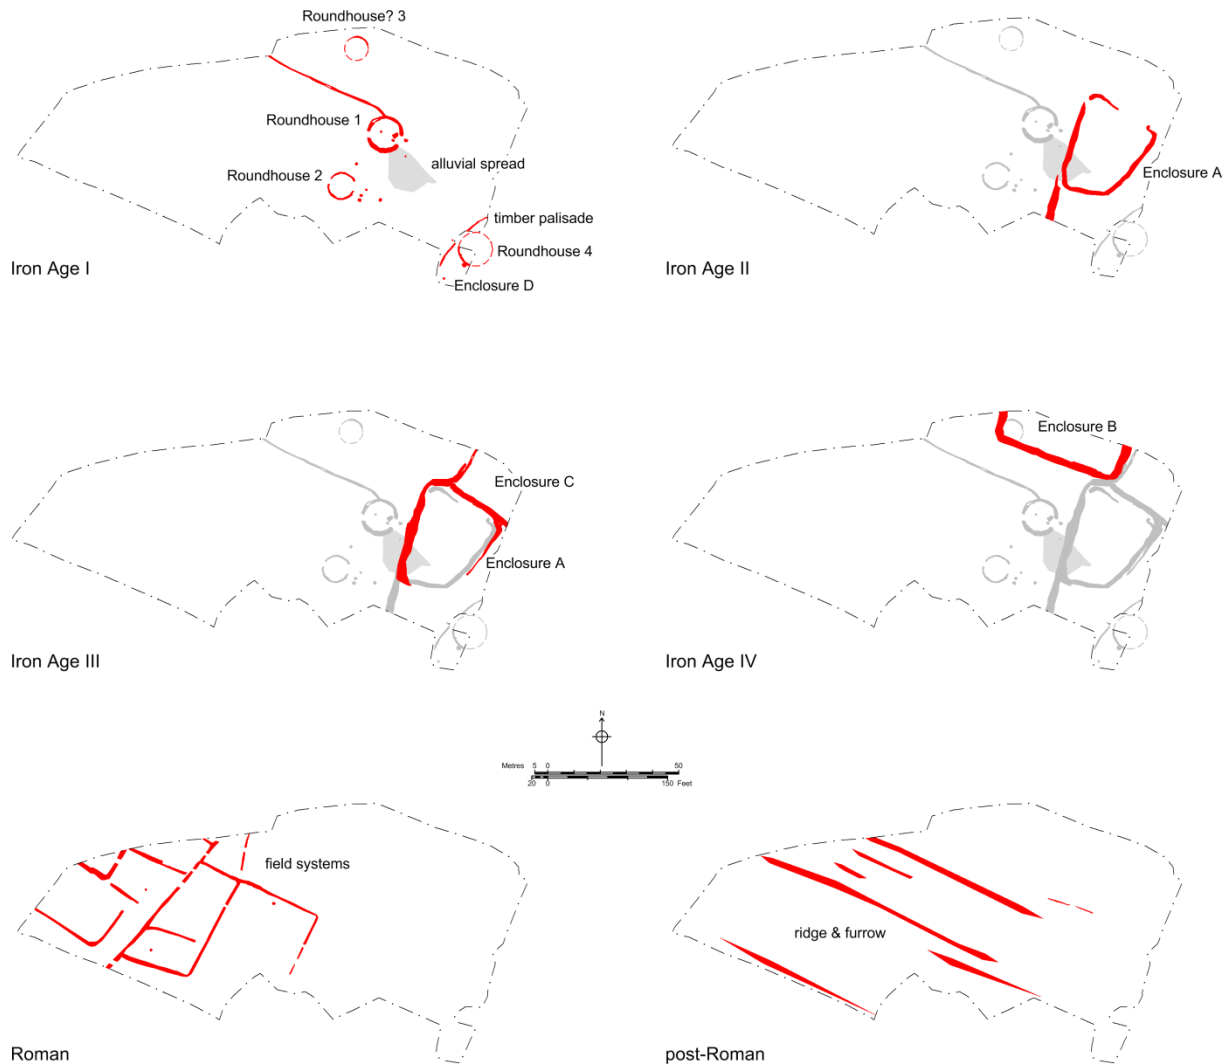 Roundhouse? 3
Roundhouse 1
alluvial spread
Roundhouse 2
timber palisade
Roundhouse 4
Enclosure D
Iron Age I
Enclosure A
Iron Age II
Enclosure C
Enclosure A
Iron Age III
Enclosure B
Iron Age IV
N
Metres 5 0 50
20 0 150 Feet
field systems
Roman
ridge & furrow
post-Roman